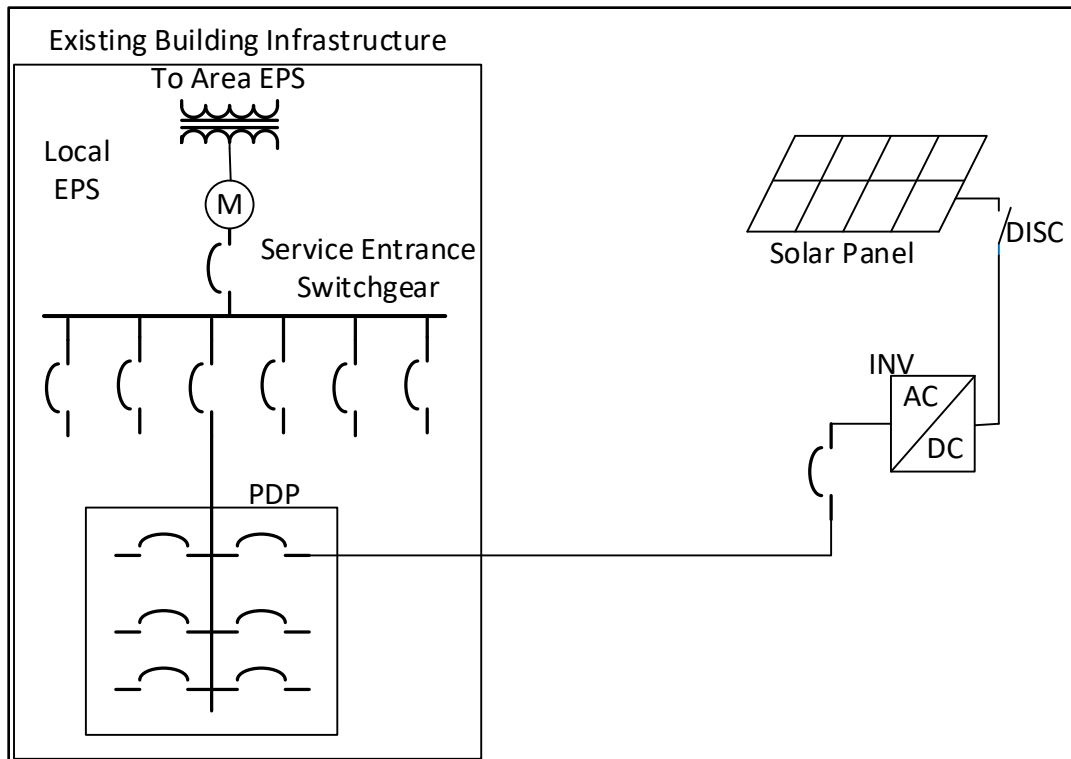 Existing Building Infrastructure
To Area EPS
Local
EPS
M
Service Entrance
Switchgear
PDP
Solar Panel
DISC
INV
AC
DC